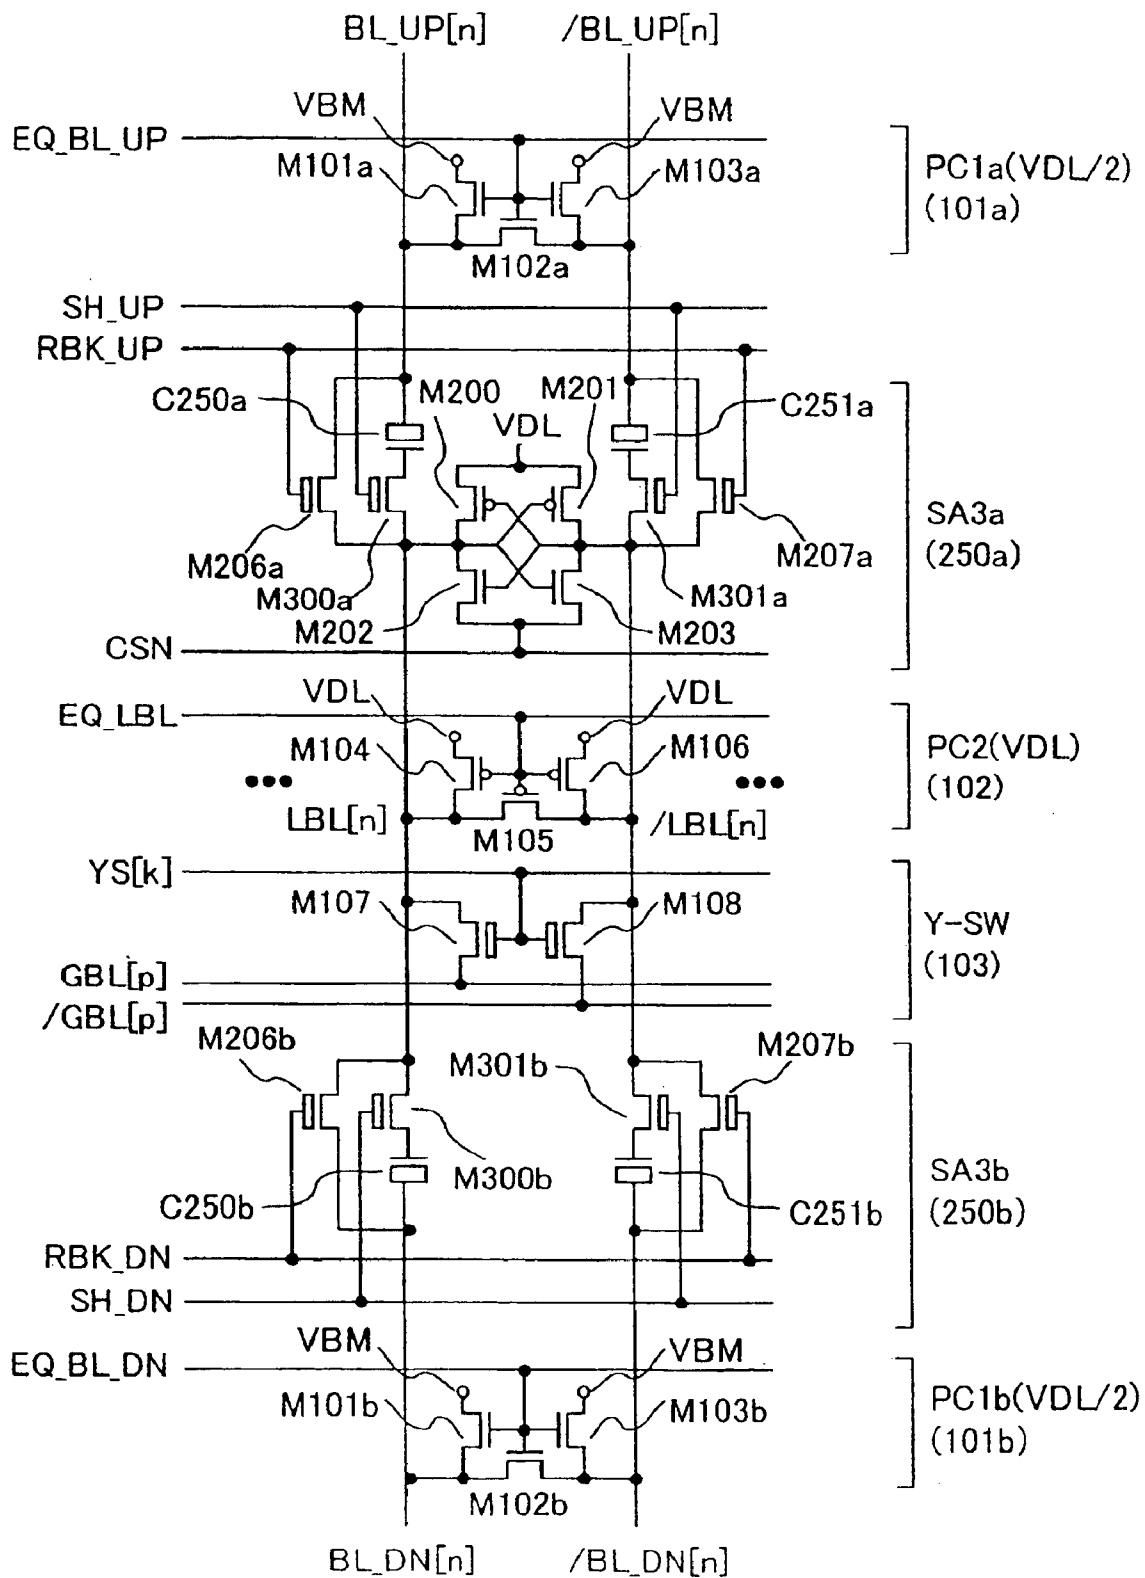 BL_UP[n] /BL_UP[n]
VBM VBM
EQ_BL_UP
M101a M103a
PC1a(VDL/2)
(101a)
M102a
SH_UP
RBK_UP
C250a M200 M201 C251a
VDL
SA3a
(250a)
M206a M207a
M300a M301a
M202 M203
CSN
VDL VDL
EQ_LBL
M104 M106
PC2(VDL)
(102)
LBL[n] /LBL[n]
M105
YS[k]
M107 M108
Y-SW
(103)
GBL[p]
/GBL[p]
M206b M207b
M301b
M300b
SA3b
(250b)
C250b C251b
RBK_DN
SH_DN
VBM VBM
EQ_BL_DN
M101b M103b
PC1b(VDL/2)
(101b)
M102b
BL_DN[n] /BL_DN[n]